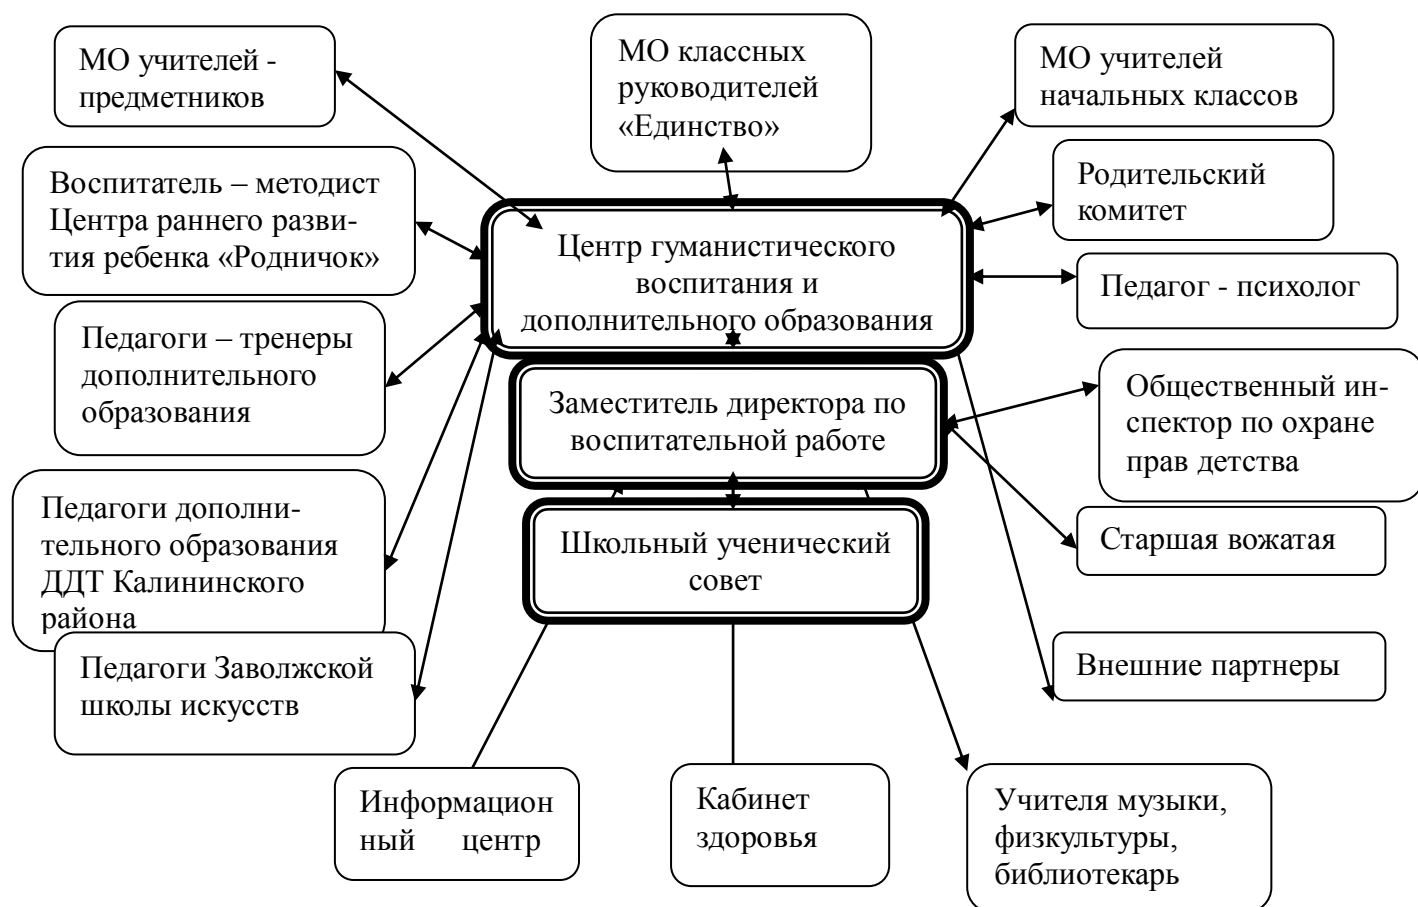 МО учителей -
предметников
МО классных
руководителей
«Единство»
МО учителей
начальных классов
Воспитатель – методист
Центра раннего разви-
тия ребенка «Родничок»
Родительский
комитет
Центр гуманистического
воспитания и
дополнительного образования
Педагог - психолог
Педагоги – тренеры
дополнительного
образования
Заместитель директора по
воспитательной работе
Общественный ин-
спектор по охране
прав детства
Педагоги дополни-
тельного образования
ДДТ Калининского
района
Школьный ученический
совет
Старшая вожатая
Педагоги Заволжской
школы искусств
Внешние партнеры
Информацион
ный центр
Кабинет
здоровья
Учителя музыки,
физкультуры,
библиотекарь